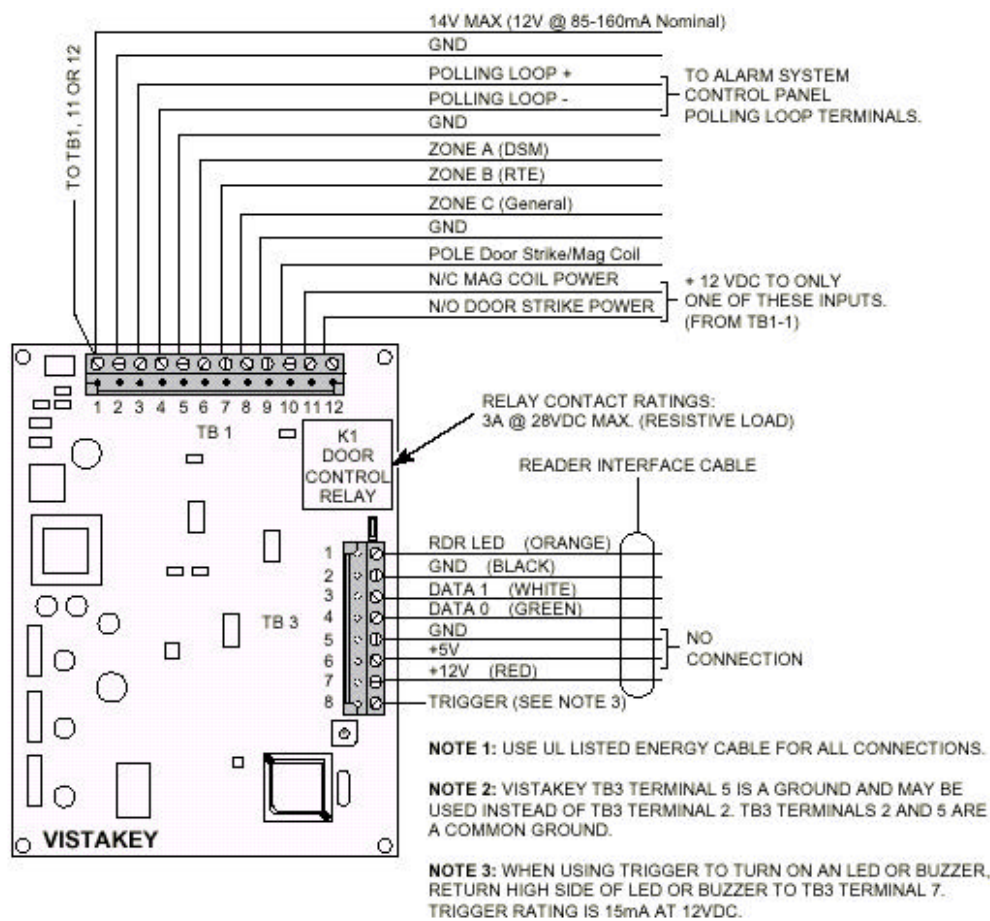 14V MAX (12V @ 85-160mA Nominal)
GND
POLLING LOOP +
POLLING LOOP -
TO ALARM SYSTEM
CONTROL PANEL
POLLING LOOP TERMINALS.
GND
ZONE A (DSM)
ZONE B (RTE)
ZONE C (General)
GND
POLE Door Strike/Mag Coil
N/C MAG COIL POWER
N/O DOOR STRIKE POWER
+ 12 VDC TO ONLY
ONE OF THESE INPUTS.
(FROM TB1-1)
TO TB1, 11 OR 12
1 2 3 4 5 6 7 8 9 10 11 12
TB 1
K1
DOOR
CONTROL
RELAY
RELAY CONTACT RATINGS:
3A @ 28VDC MAX. (RESISTIVE LOAD)
READER INTERFACE CABLE
TB 3
1 RDR LED (ORANGE)
2 GND (BLACK)
3 DATA 1 (WHITE)
4 DATA 0 (GREEN)
5 GND
6 +5V
7 +12V (RED)
8 TRIGGER (SEE NOTE 3)
NO
CONNECTION
VISTAKEY
NOTE 1: USE UL LISTED ENERGY CABLE FOR ALL CONNECTIONS.
NOTE 2: VISTAKEY TB3 TERMINAL 5 IS A GROUND AND MAY BE
USED INSTEAD OF TB3 TERMINAL 2. TB3 TERMINALS 2 AND 5 ARE
A COMMON GROUND.
NOTE 3: WHEN USING TRIGGER TO TURN ON AN LED OR BUZZER,
RETURN HIGH SIDE OF LED OR BUZZER TO TB3 TERMINAL 7.
TRIGGER RATING IS 15mA AT 12VDC.